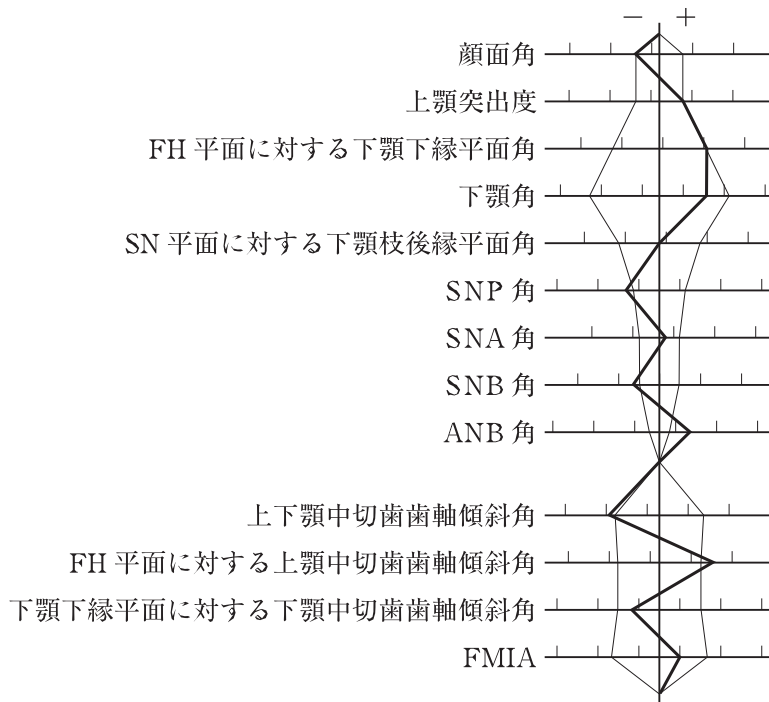 − +
顔面角
上顎突出度
FH 平面に対する下顎下縁平面角
下顎角
SN 平面に対する下顎枝後縁平面角
SNP 角
SNA 角
SNB 角
ANB 角
上下顎中切歯歯軸傾斜角
FH 平面に対する上顎中切歯歯軸傾斜角
下顎下縁平面に対する下顎中切歯歯軸傾斜角
FMIA